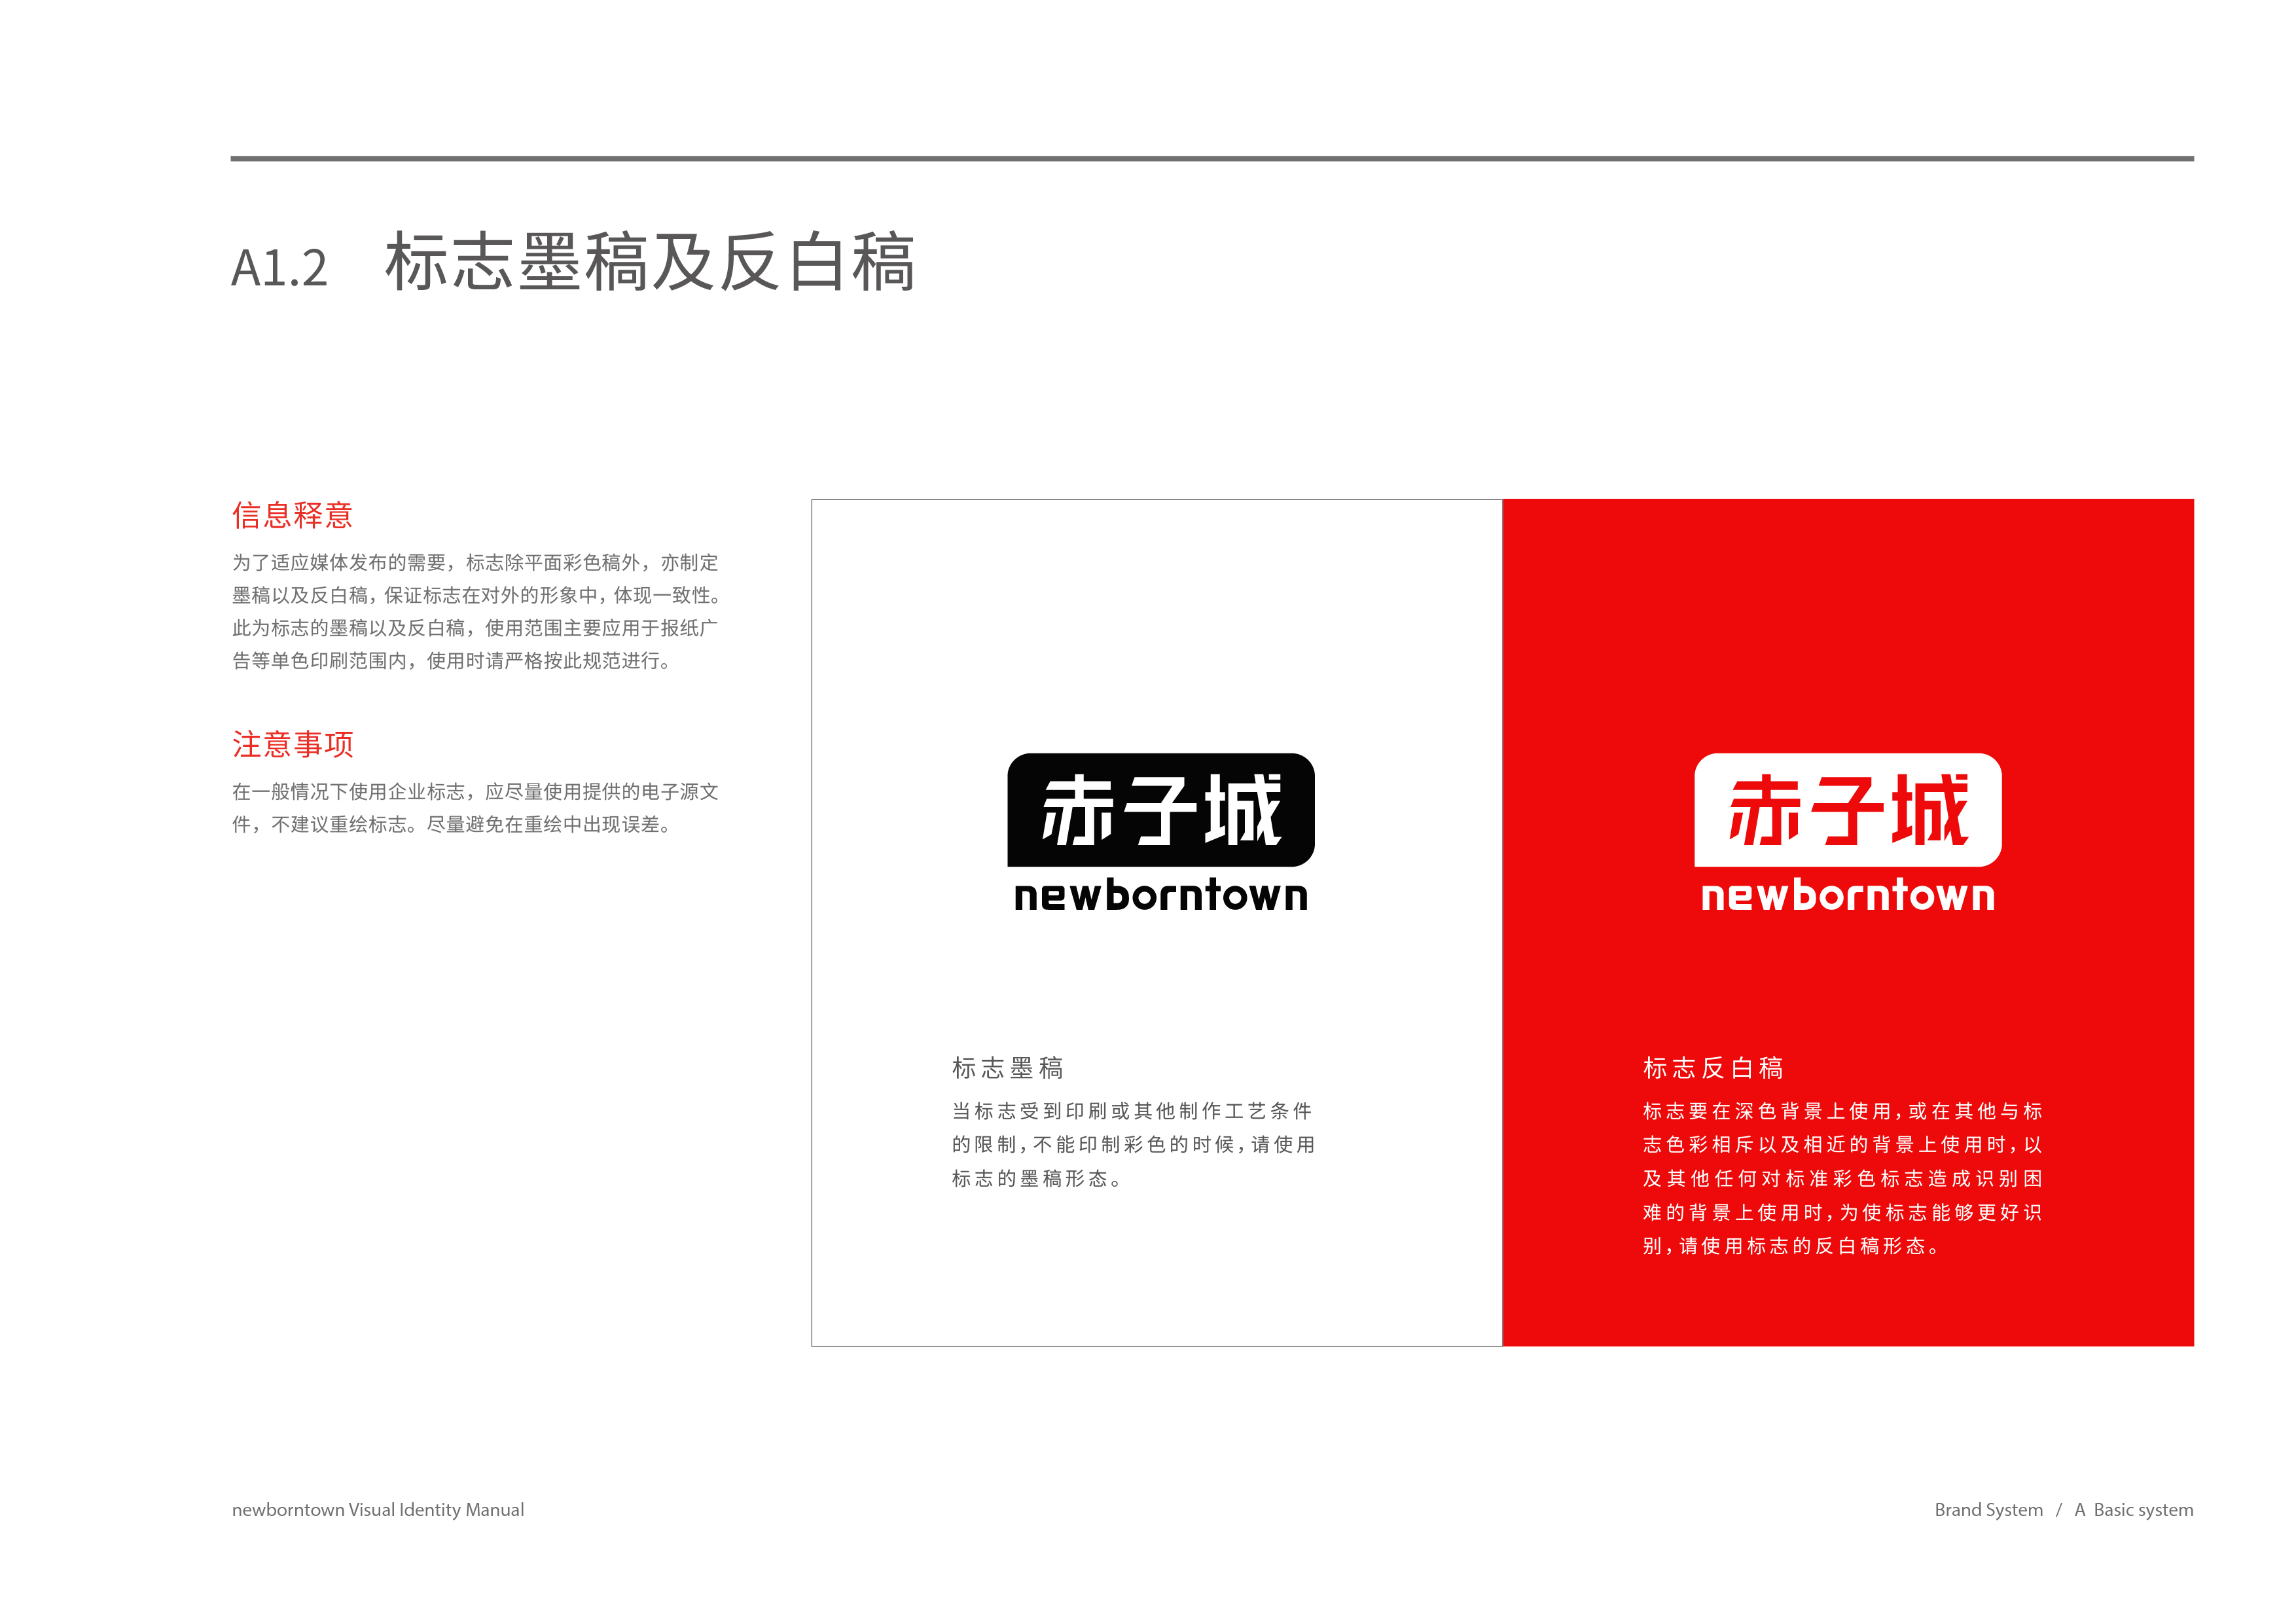 A1.2 标志墨稿及反白稿
信息释意
为了适应媒体发布的需要，标志除平面彩色稿外，亦制定
墨稿以及反白稿，保证标志在对外的形象中，体现一致性。
此为标志的墨稿以及反白稿，使用范围主要应用于报纸广
告等单色印刷范围内，使用时请严格按此规范进行。
注意事项
在一般情况下使用企业标志，应尽量使用提供的电子源文
件，不建议重绘标志。尽量避免在重绘中出现误差。
赤子城
newborntown
标志墨稿
当标志受到印刷或其他制作工艺条件
的限制，不能印制彩色的时候，请使用
标志的墨稿形态。
赤子城
newborntown
标志反白稿
标志要在深色背景上使用，或在其他与标
志色彩相斥以及相近的背景上使用时，以
及其他任何对标准彩色标志造成识别困
难的背景上使用时，为使标志能够更好识
别，请使用标志的反白稿形态。
newborntown Visual Identity Manual
Brand System / A Basic system